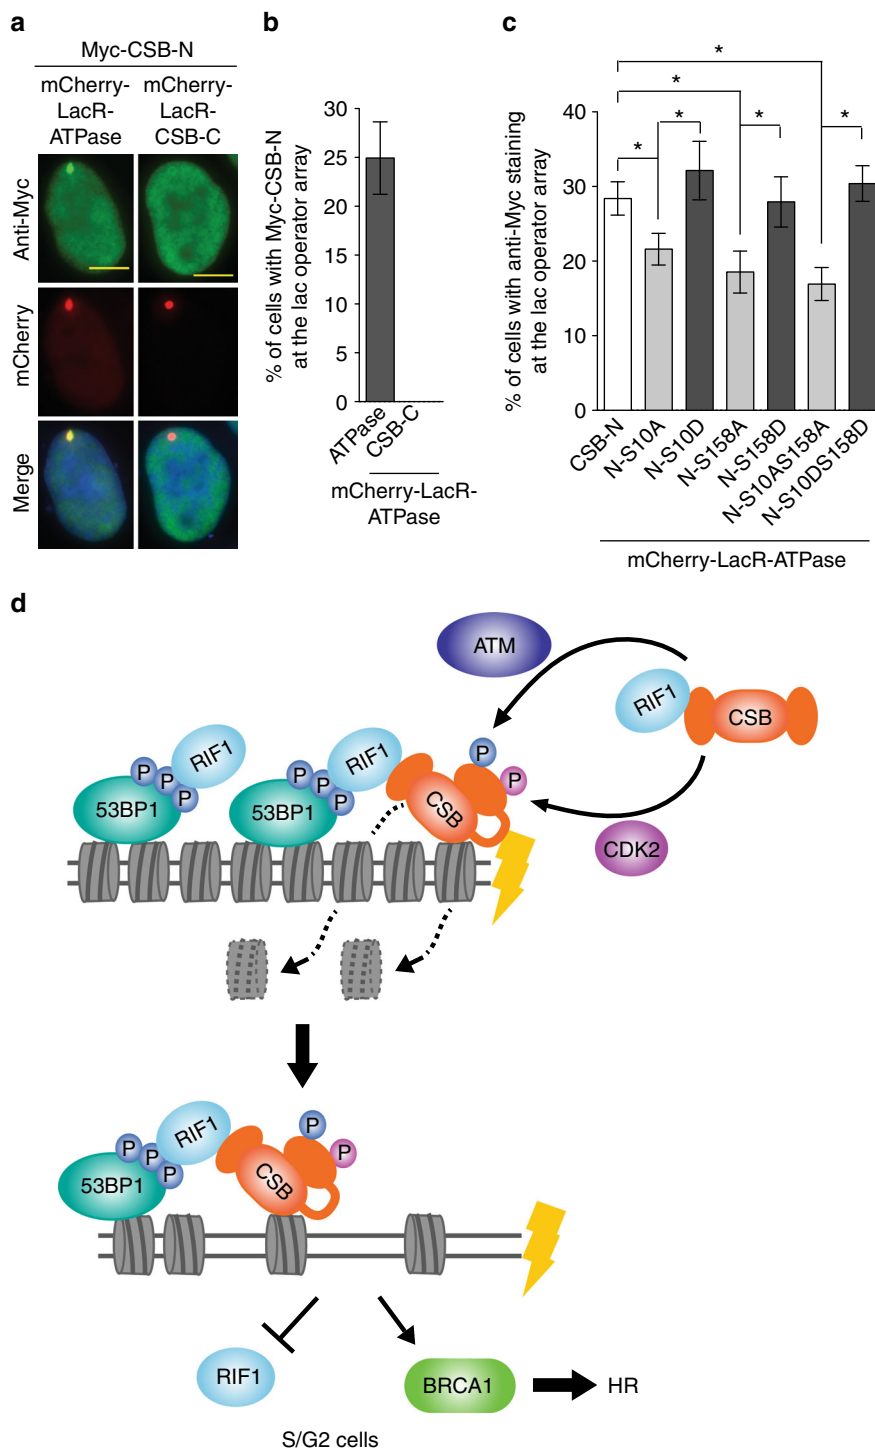 a
Myc-CSB-N
mCherry-
LacR-
ATPase
mCherry-
LacR-
CSB-C
Anti-Myc
mCherry
Merge
b
% of cells with Myc-CSB-N
at the lac operator array
30
25
20
15
10
5
0
ATPase
CSB-C
mCherry-LacR-
ATPase
c
% of cells with anti-Myc staining
at the lac operator array
40
30
20
10
0
*
*
*
*
*
*
CSB-N
N-S10A
N-S10D
N-S158A
N-S158D
N-S10AS158A
N-S10DS158D
mCherry-LacR-ATPase
d
ATM
RIF1
CSB
CDK2
RIF1
P
P
P
53BP1
RIF1
P
P
P
53BP1
CSB
P
P
RIF1
P
P
P
53BP1
CSB
P
P
RIF1
BRCA1
HR
S/G2 cells